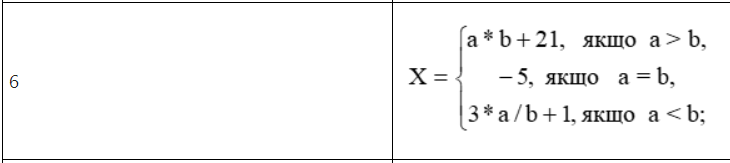 6
X = { a * b + 21, якщо a > b,
− 5, якщо a = b,
3 * a / b + 1, якщо a < b;